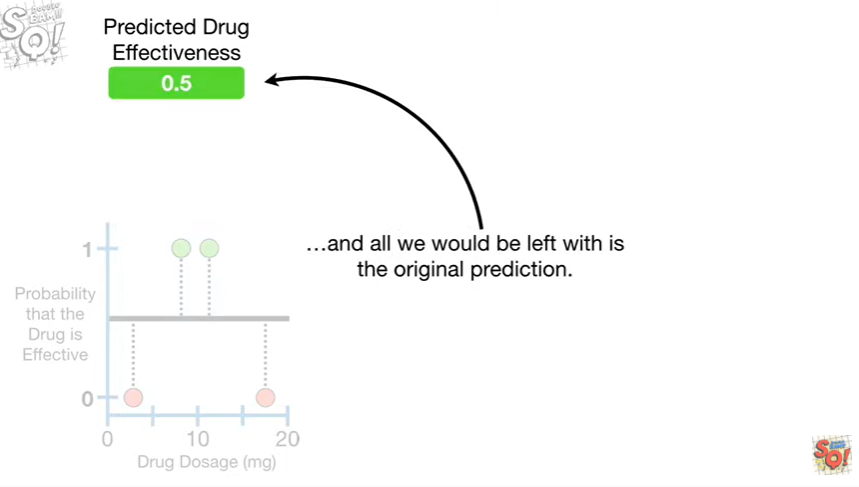 Predicted Drug
Effectiveness
0.5
…and all we would be left with is
the original prediction.
1
Probability
that the
Drug is
Effective
0
0 10 20
Drug Dosage (mg)